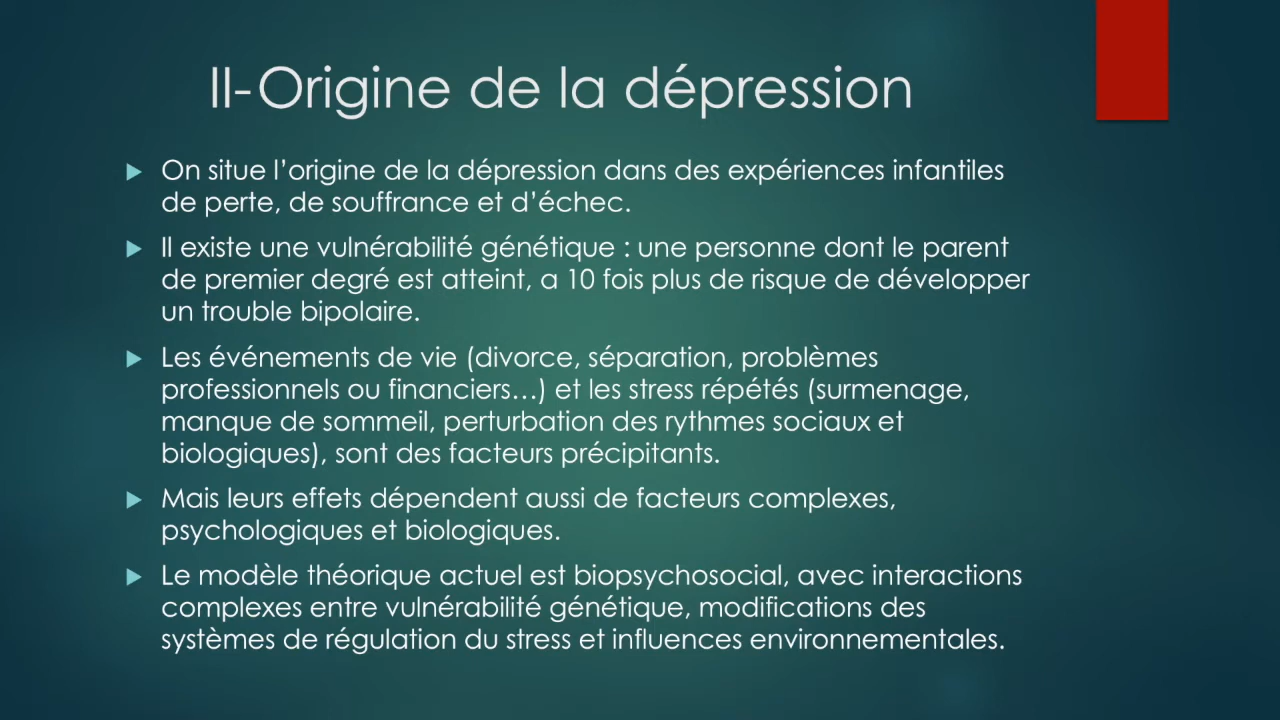 II-Origine de la dépression
On situe l’origine de la dépression dans des expériences infantiles
de perte, de souffrance et d’échec.
Il existe une vulnérabilité génétique : une personne dont le parent
de premier degré est atteint, a 10 fois plus de risque de développer
un trouble bipolaire.
Les événements de vie (divorce, séparation, problèmes
professionnels ou financiers…) et les stress répétés (surmenage,
manque de sommeil, perturbation des rythmes sociaux et
biologiques), sont des facteurs précipitants.
Mais leurs effets dépendent aussi de facteurs complexes,
psychologiques et biologiques.
Le modèle théorique actuel est biopsychosocial, avec interactions
complexes entre vulnérabilité génétique, modifications des
systèmes de régulation du stress et influences environnementales.